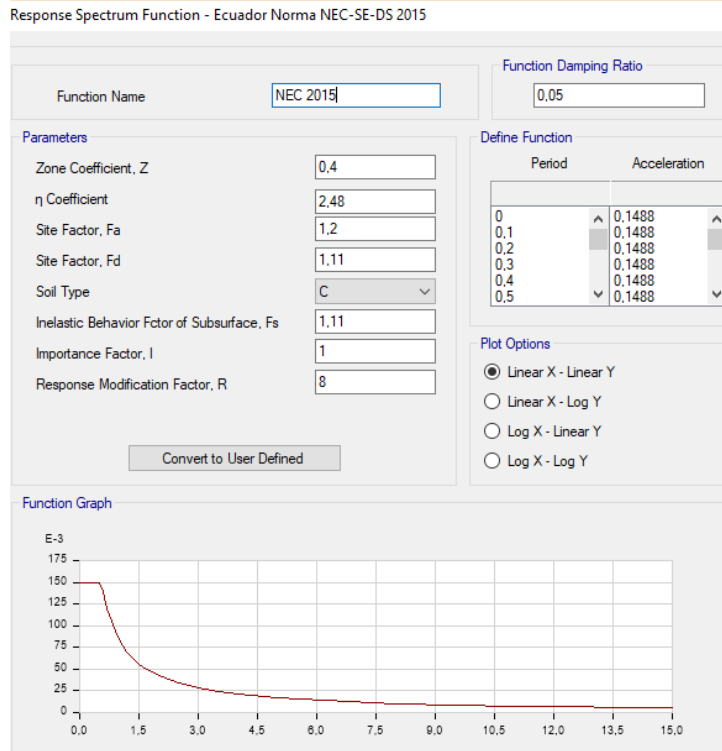 Response Spectrum Function - Ecuador Norma NEC-SE-DS 2015
Function Name
NEC 2015
Function Damping Ratio
0,05
Parameters
Zone Coefficient, Z
0,4
η Coefficient
2,48
Site Factor, Fa
1,2
Site Factor, Fd
1,11
Soil Type
C
Inelastic Behavior Fctor of Subsurface, Fs
1,11
Importance Factor, I
1
Response Modification Factor, R
8
Convert to User Defined
Define Function
Period Acceleration
0 0,1488
0,1 0,1488
0,2 0,1488
0,3 0,1488
0,4 0,1488
0,5 0,1488
Plot Options
Linear X - Linear Y
Linear X - Log Y
Log X - Linear Y
Log X - Log Y
Function Graph
E-3
175
150
125
100
75
50
25
0
0,0 1,5 3,0 4,5 6,0 7,5 9,0 10,5 12,0 13,5 15,0